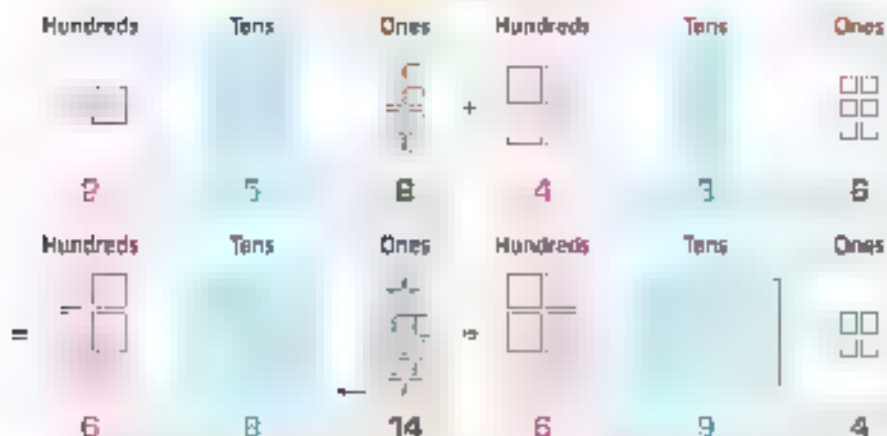 Hundreds Tens Ones Hundreds Tens Ones
2 5 8 + 4 3 6
Hundreds Tens Ones Hundreds Tens Ones
= 6 8 14 6 9 4